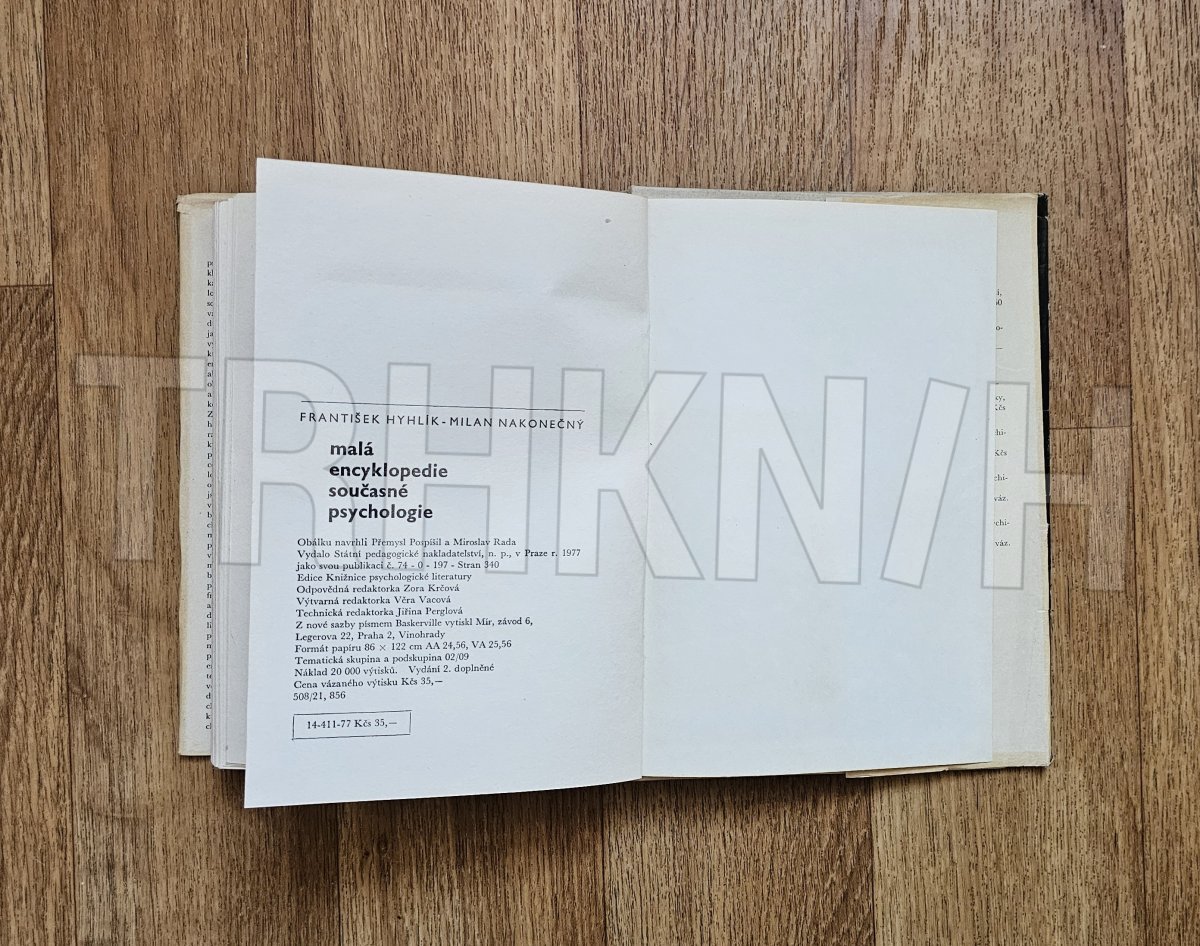 FRANTIŠEK HYHLÍK - MILAN NAKONEČNÝ
malá
encyklopedie
současné
psychologie
Obálku navrhli Přemysl Pospíšil a Miroslav Rada
Vydalo Státní pedagogické nakladatelství, n. p., v Praze r. 1977
jako svou publikaci č. 74 - 0 - 197 - Stran 340
Edice Knižnice psychologické literatury
Odpovědná redaktorka Zora Krčová
Výtvarná redaktorka Věra Vacová
Technická redaktorka Jiřina Perglová
Z nové sazby písmem Baskerville vytiskl Mír, závod 6,
Legerova 22, Praha 2, Vinohrady
Formát papíru 86 × 122 cm AA 24,56, VA 25,56
Tematická skupina a podskupina 02/09
Náklad 20 000 výtisků. Vydání 2. doplněné
Cena vázaného výtisku Kčs 35,—
508/21, 856
14-411-77 Kčs 35,—
TRHKNIH